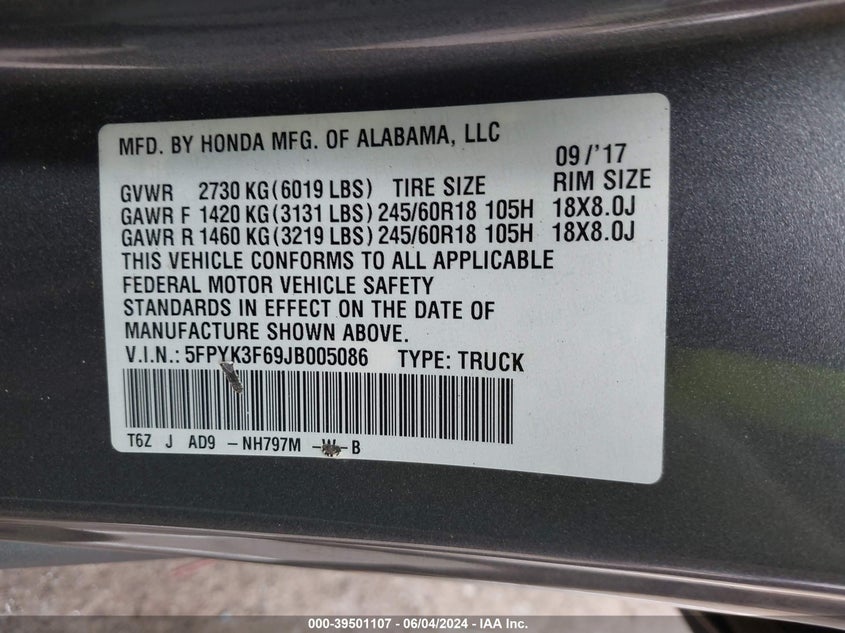 MFD. BY HONDA MFG. OF ALABAMA, LLC 09/'17
GVWR 2730 KG(6019 LBS) TIRE SIZE RIM SIZE
GAWR F 1420 KG(3131 LBS) 245/60R18 105H 18X8.0J
GAWR R 1460 KG(3219 LBS) 245/60R18 105H 18X8.0J
THIS VEHICLE CONFORMS TO ALL APPLICABLE
FEDERAL MOTOR VEHICLE SAFETY
STANDARDS IN EFFECT ON THE DATE OF
MANUFACTURE SHOWN ABOVE.
V.I.N.: 5FPYK3F69JB005086 TYPE: TRUCK
T6Z J AD9 -NH797M -W- B
000-39501107 - 06/04/2024 - IAA Inc.